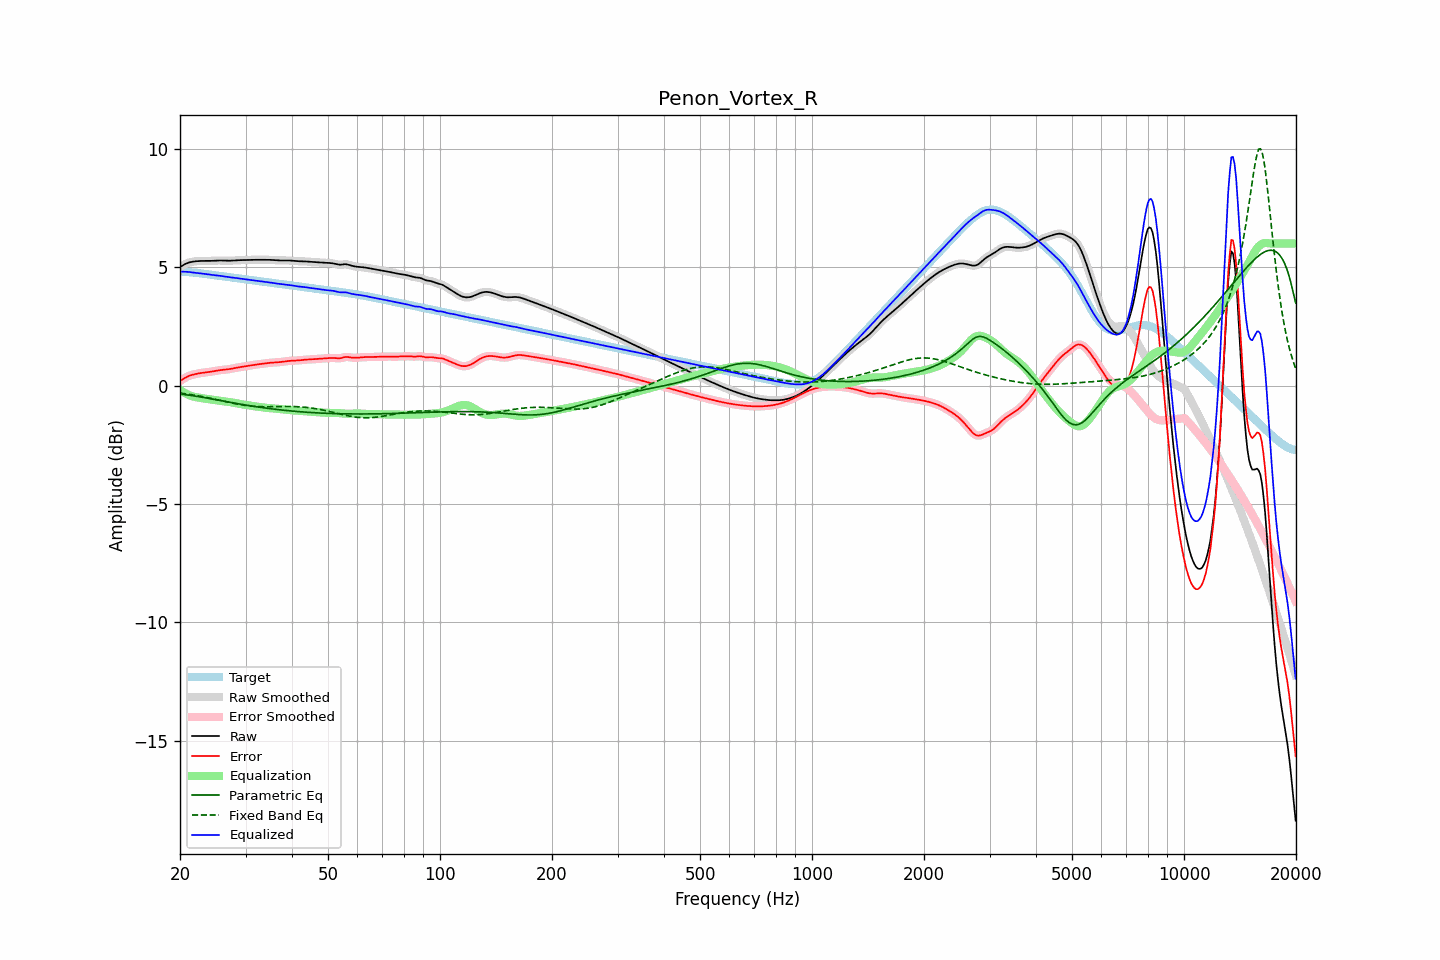 Penon_Vortex_R
Amplitude (dBr)
10
5
0
−5
−10
−15
Target
Raw Smoothed
Error Smoothed
Raw
Error
Equalization
Parametric Eq
Fixed Band Eq
Equalized
20 50 100 200 500 1000 2000 5000 10000 20000
Frequency (Hz)